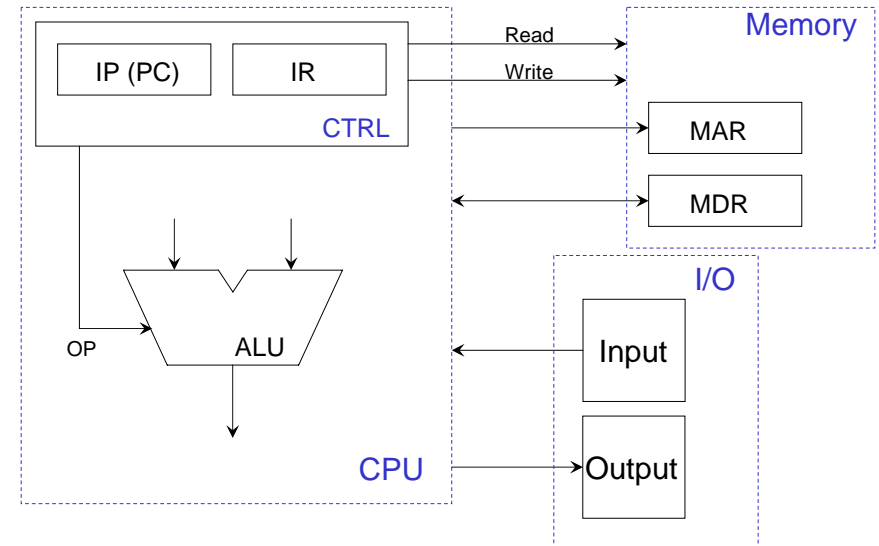 Memory
Read
IP (PC)
IR
Write
CTRL
MAR
MDR
I/O
OP
ALU
Input
CPU
Output